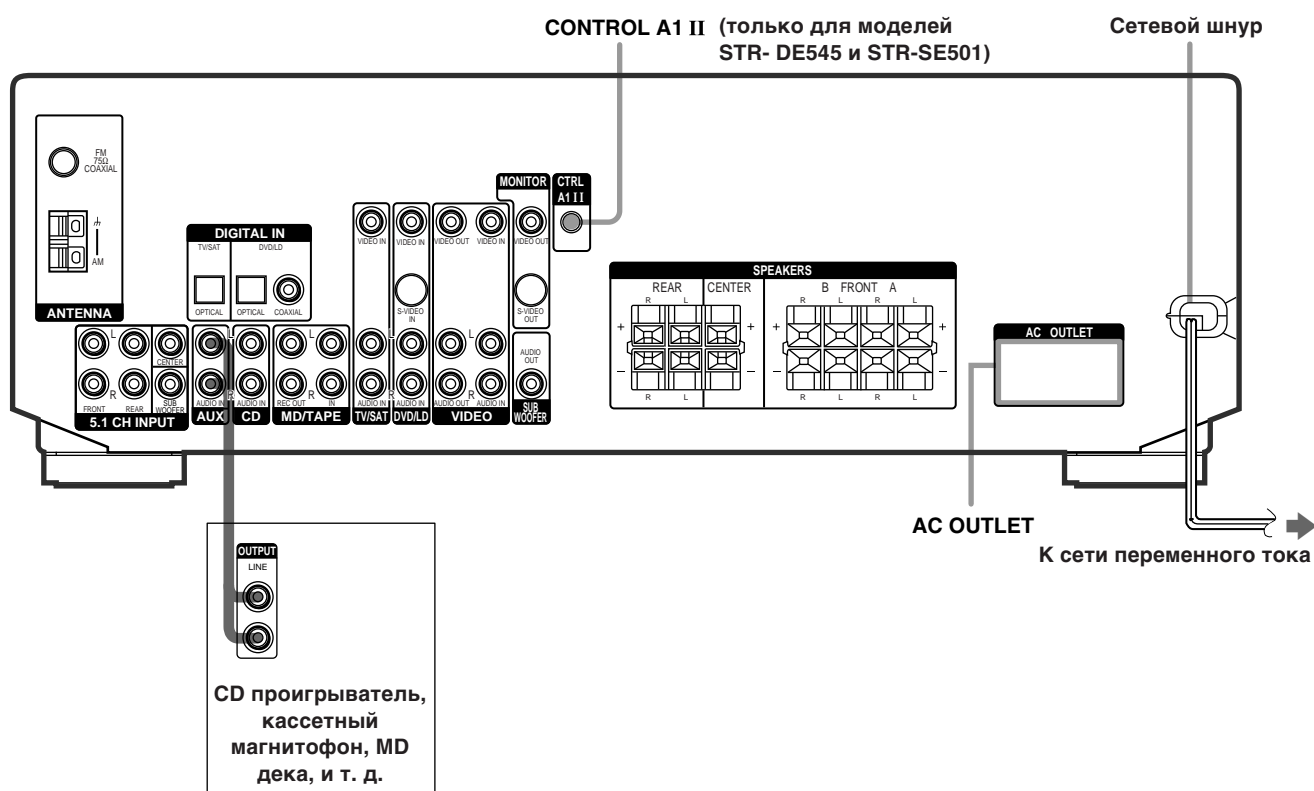 CONTROL A1 II (только для моделей
STR- DE545 и STR-SE501)
Сетевой шнур
FM
75Ω
COAXIAL
AM
ANTENNA
DIGITAL IN
TV/SAT
DVD/LD
OPTICAL
OPTICAL
COAXIAL
MONITOR
CTRL
A1 II
VIDEO IN
VIDEO IN
VIDEO OUT
VIDEO IN
VIDEO OUT
S-VIDEO
IN
S-VIDEO
OUT
AUDIO
OUT
L
L
L
L
L
CENTER
R
R
R
R
R
FRONT
REAR
SUB
WOOFER
AUDIO IN
AUDIO IN
REC OUT
IN
AUDIO IN
AUDIO IN
AUDIO OUT
AUDIO IN
5.1 CH INPUT
AUX
CD
MD/TAPE
TV/SAT
DVD/LD
VIDEO
SUB
WOOFER
SPEAKERS
REAR
CENTER
B FRONT A
R L
R L R L
+ +
+ +
– –
– –
R L
R L R L
AC OUTLET
AC OUTLET
К сети переменного тока
OUTPUT
LINE
CD проигрыватель,
кассетный
магнитофон, MD
дека, и т. д.